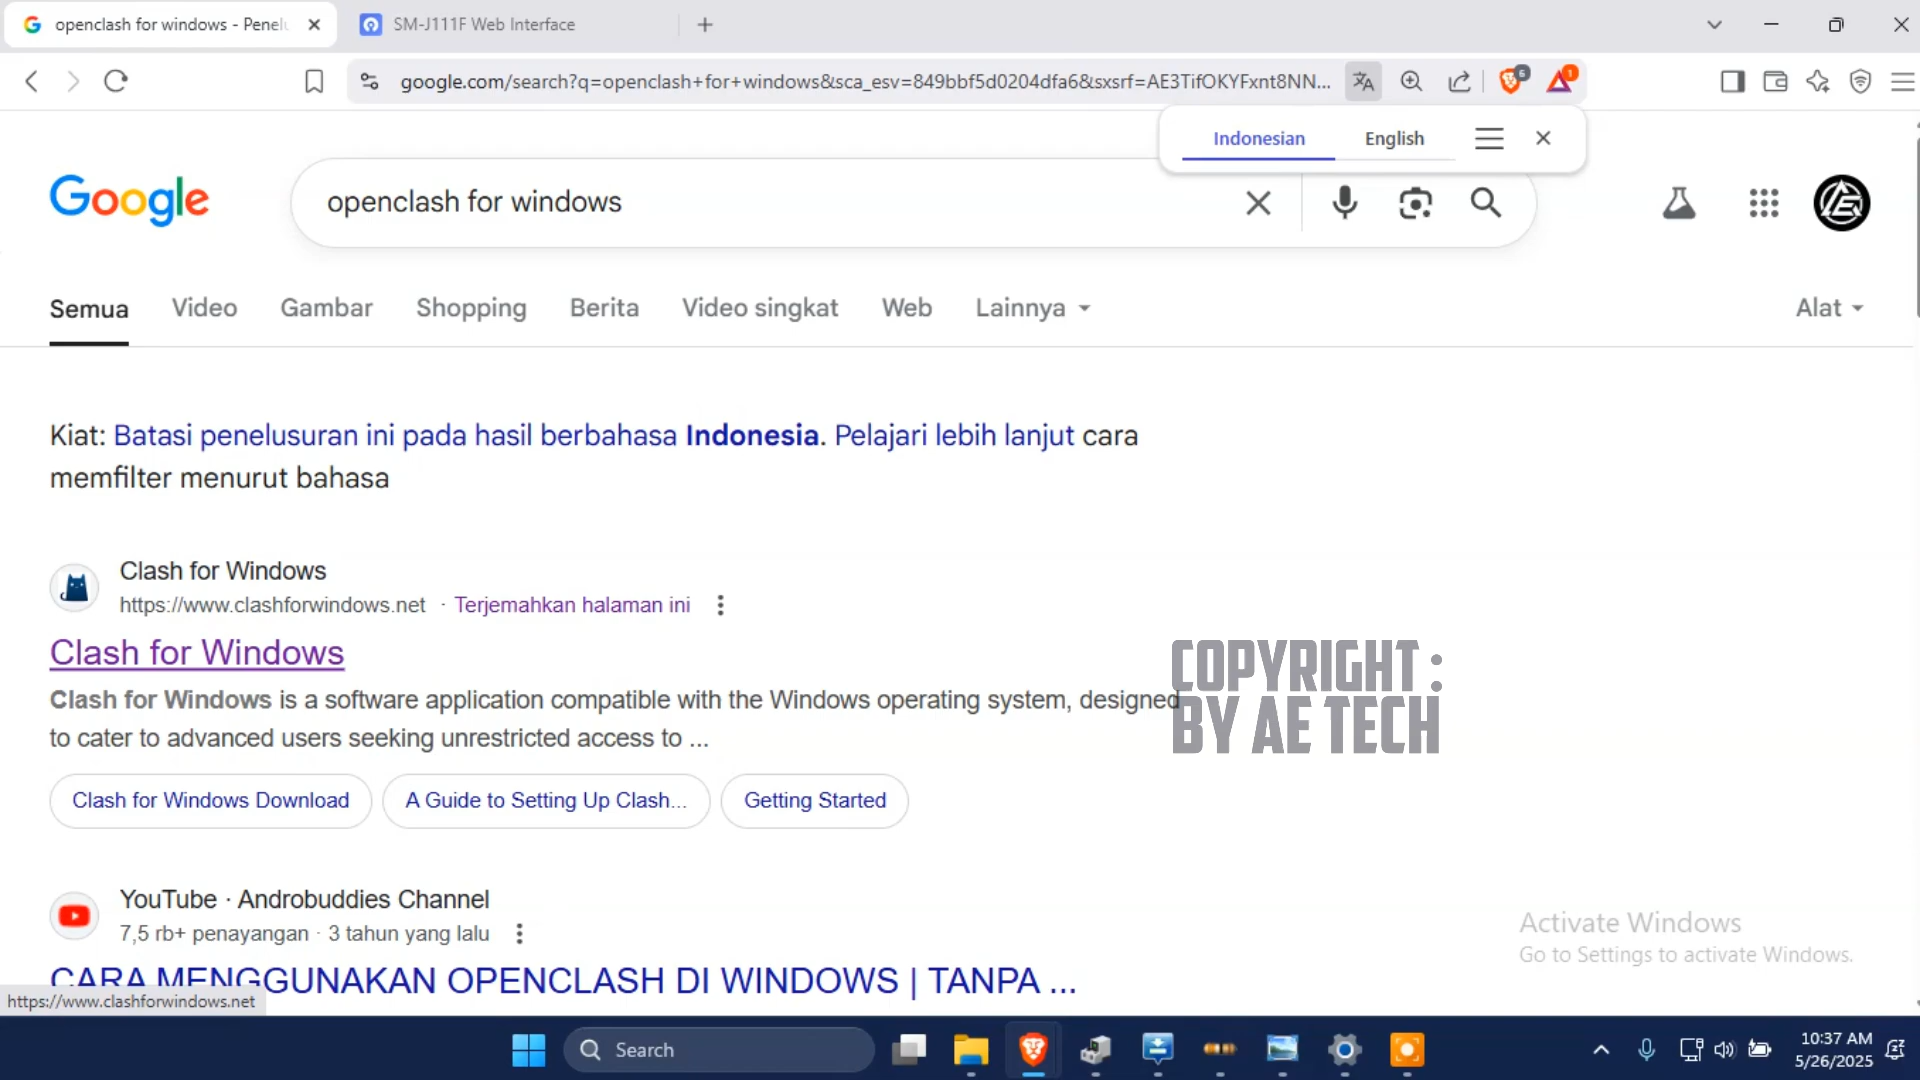 openclash for windows - Penel
SM-J111F Web Interface
google.com/search?q=openclash+for+windows&sca_esv=849bbf5d0204dfa6&sxsrf=AE3TifOKYFxnt8NN...
6
1
Indonesian
English
Google
openclash for windows
Semua
Video
Gambar
Shopping
Berita
Video singkat
Web
Lainnya
Alat
Kiat: Batasi penelusuran ini pada hasil berbahasa Indonesia. Pelajari lebih lanjut cara
memfilter menurut bahasa
Clash for Windows
https://www.clashforwindows.net · Terjemahkan halaman ini
Clash for Windows
Clash for Windows is a software application compatible with the Windows operating system, designed
to cater to advanced users seeking unrestricted access to ...
Clash for Windows Download
A Guide to Setting Up Clash...
Getting Started
COPYRIGHT :
BY AE TECH
YouTube · Androbuddies Channel
7,5 rb+ penayangan · 3 tahun yang lalu
CARA MENGGUNAKAN OPENCLASH DI WINDOWS | TANPA ...
Activate Windows
Go to Settings to activate Windows.
https://www.clashforwindows.net
Search
10:37 AM
5/26/2025